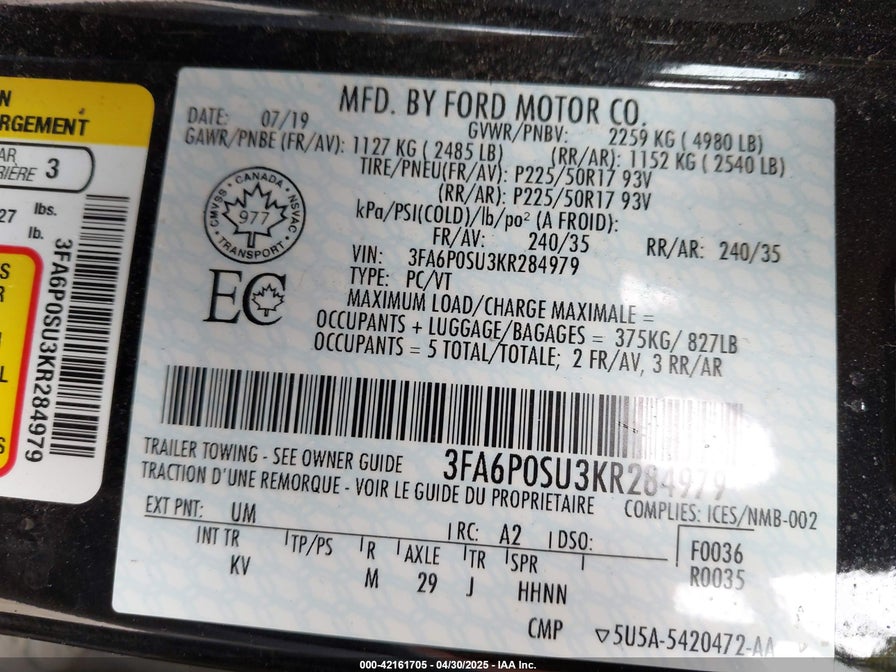 N
RGEMENT
AR
RIÈRE 3
27 lbs.
lb.
3FA6P0SU3KR284979
S
R
N
L
S
MFD. BY FORD MOTOR CO.
DATE: 07/19 GVWR/PNBV: 2259 KG ( 4980 LB)
GAWR/PNBE (FR/AV): 1127 KG ( 2485 LB) (RR/AR): 1152 KG ( 2540 LB)
TIRE/PNEU(FR/AV): P225/50R17 93V
(RR/AR): P225/50R17 93V
kPa/PSI(COLD)/lb/po² (A FROID):
FR/AV: 240/35 RR/AR: 240/35
CANADA
CMVSS 977 NSVAC
TRANSPORT
VIN: 3FA6P0SU3KR284979
TYPE: PC/VT
EC
MAXIMUM LOAD/CHARGE MAXIMALE =
OCCUPANTS + LUGGAGE/BAGAGES = 375KG/ 827LB
OCCUPANTS = 5 TOTAL/TOTALE; 2 FR/AV, 3 RR/AR
TRAILER TOWING - SEE OWNER GUIDE 3FA6P0SU3KR284979
TRACTION D'UNE REMORQUE - VOIR LE GUIDE DU PROPRIETAIRE
COMPLIES: ICES/NMB-002
EXT PNT: UM RC: A2 DSO: F0036
INT TR TP/PS R AXLE TR SPR R0035
KV M 29 J HHNN
CMP ▽5U5A-5420472-AA
000-42161705 - 04/30/2025 - IAA Inc.